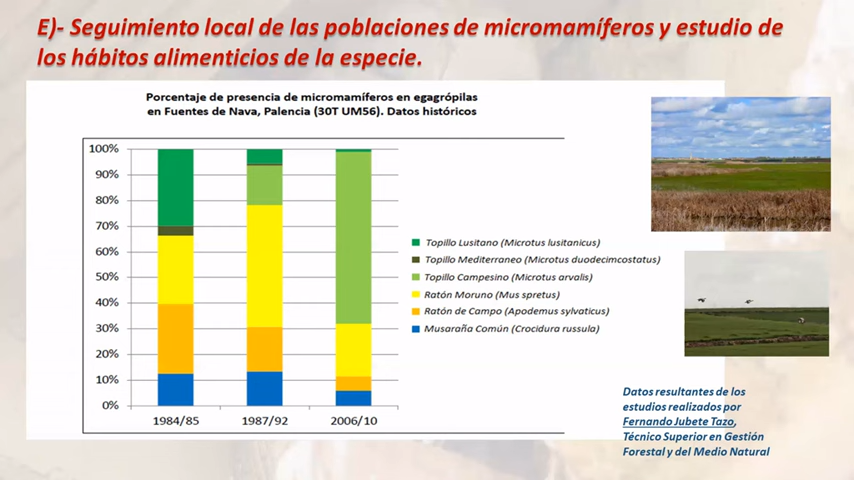 E)- Seguimiento local de las poblaciones de micromamíferos y estudio de
los hábitos alimenticios de la especie.
Porcentaje de presencia de micromamíferos en egagrópilas
en Fuentes de Nava, Palencia (30T UM56). Datos históricos
100%
90%
80%
70%
60%
50%
40%
30%
20%
10%
0%
1984/85
1987/92
2006/10
Topillo Lusitano (Microtus lusitanicus)
Topillo Mediterraneo (Microtus duodecimcostatus)
Topillo Campesino (Microtus arvalis)
Ratón Moruno (Mus spretus)
Ratón de Campo (Apodemus sylvaticus)
Musaraña Común (Crocidura russula)
Datos resultantes de los
estudios realizados por
Fernando Jubete Tazo,
Técnico Superior en Gestión
Forestal y del Medio Natural